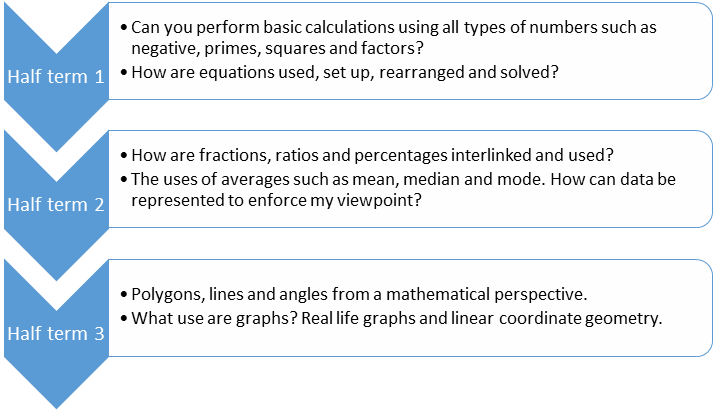 Half term 1
• Can you perform basic calculations using all types of numbers such as
negative, primes, squares and factors?
• How are equations used, set up, rearranged and solved?
Half term 2
• How are fractions, ratios and percentages interlinked and used?
• The uses of averages such as mean, median and mode. How can data be
represented to enforce my viewpoint?
Half term 3
• Polygons, lines and angles from a mathematical perspective.
• What use are graphs? Real life graphs and linear coordinate geometry.